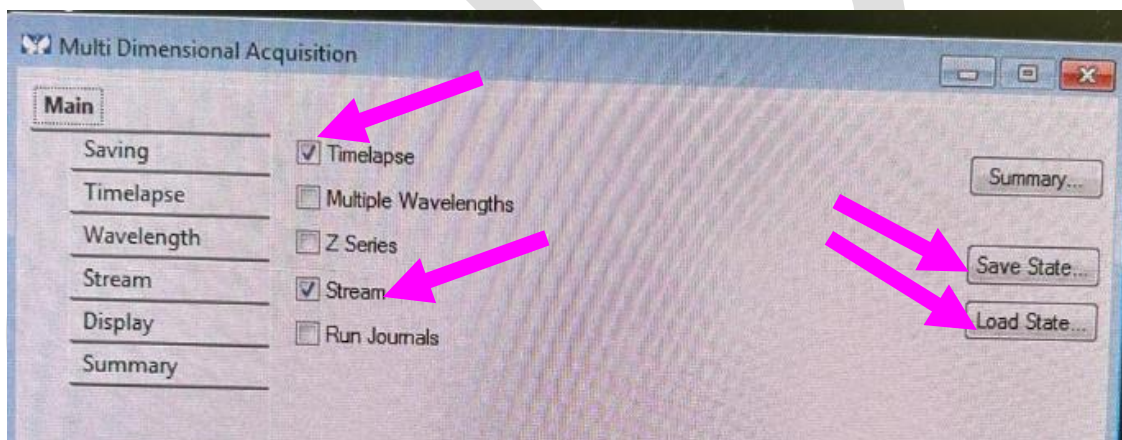 Multi Dimensional Acquisition
Main
Saving
Timelapse
Wavelength
Stream
Display
Summary
Timelapse
Multiple Wavelengths
Z Series
Stream
Run Journals
Summary...
Save State...
Load State...